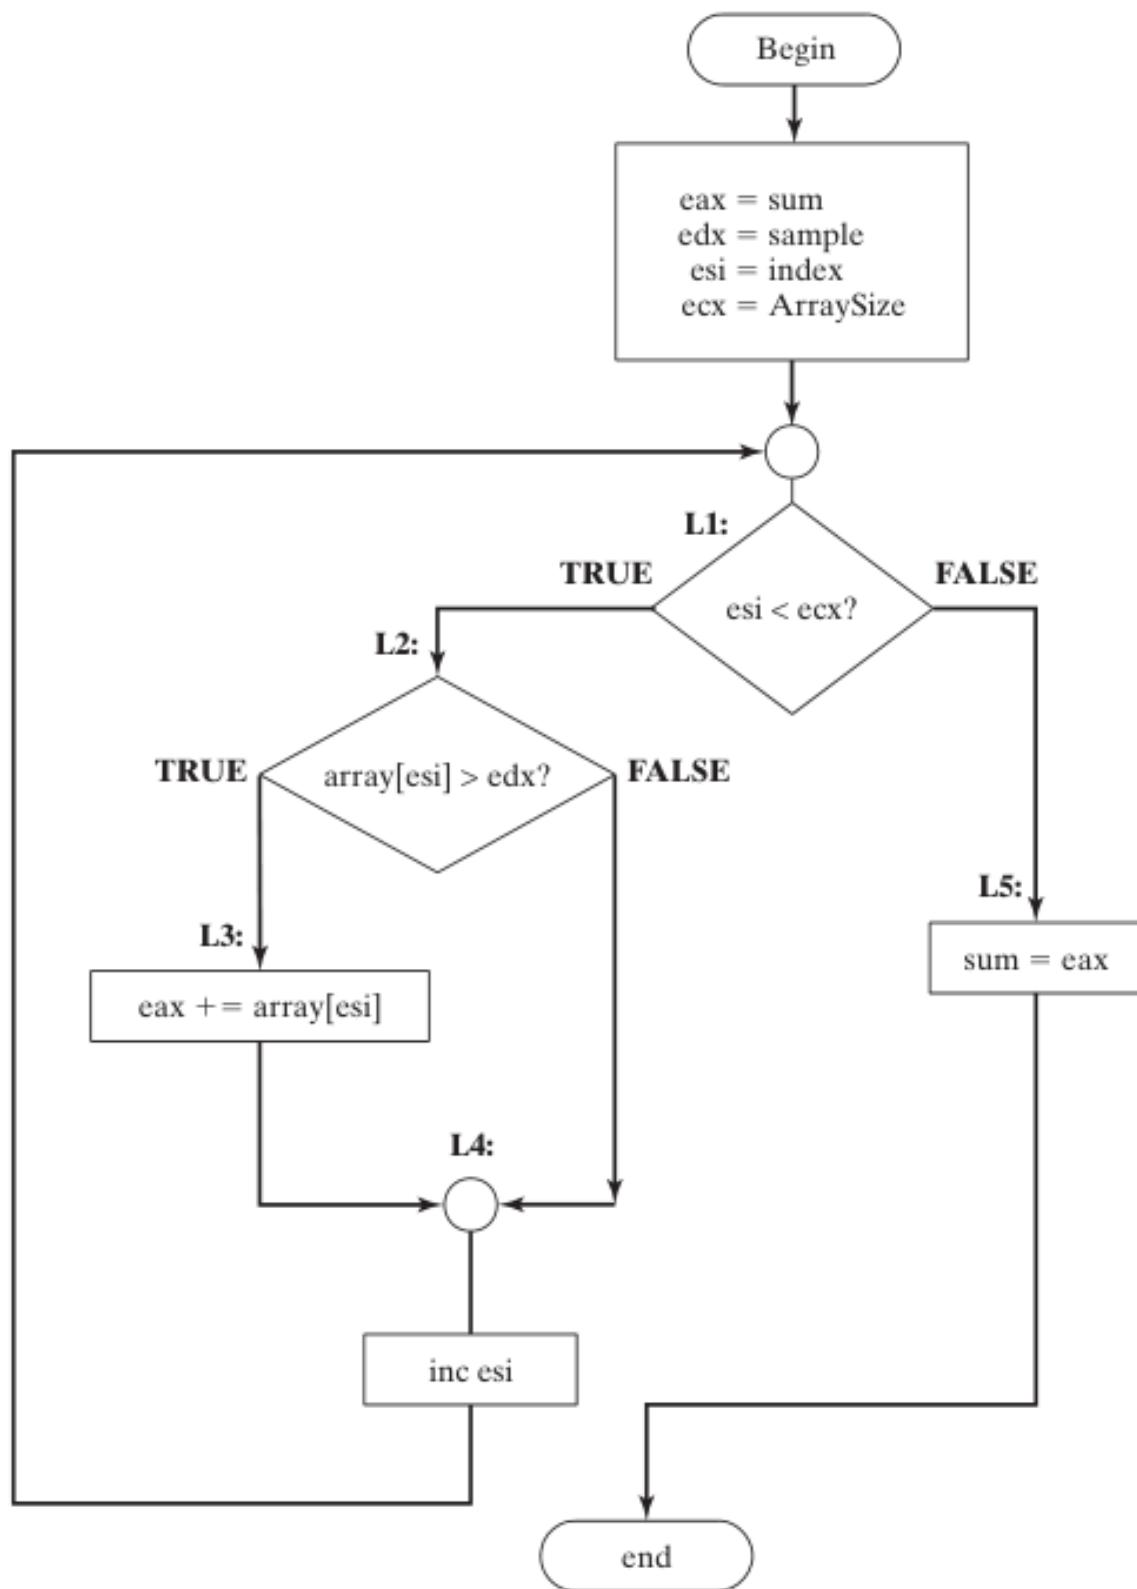 Begin
eax = sum
edx = sample
esi = index
ecx = ArraySize
L1:
TRUE
FALSE
esi < ecx?
L2:
TRUE
array[esi] > edx?
FALSE
L5:
sum = eax
L3:
eax += array[esi]
L4:
inc esi
end